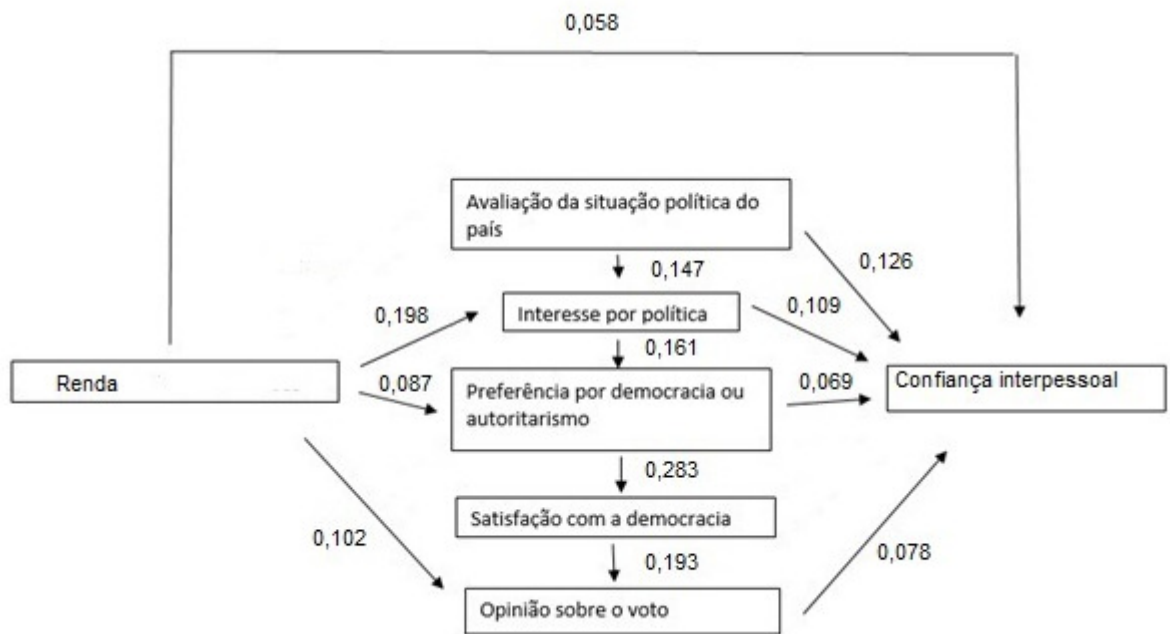 0,058
Avaliação da situação política do
país
0,147
0,126
0,198
Interesse por política
0,109
0,161
Renda
0,087
Preferência por democracia ou
autoritarismo
0,069
Confiança interpessoal
0,283
Satisfação com a democracia
0,102
0,193
0,078
Opinião sobre o voto